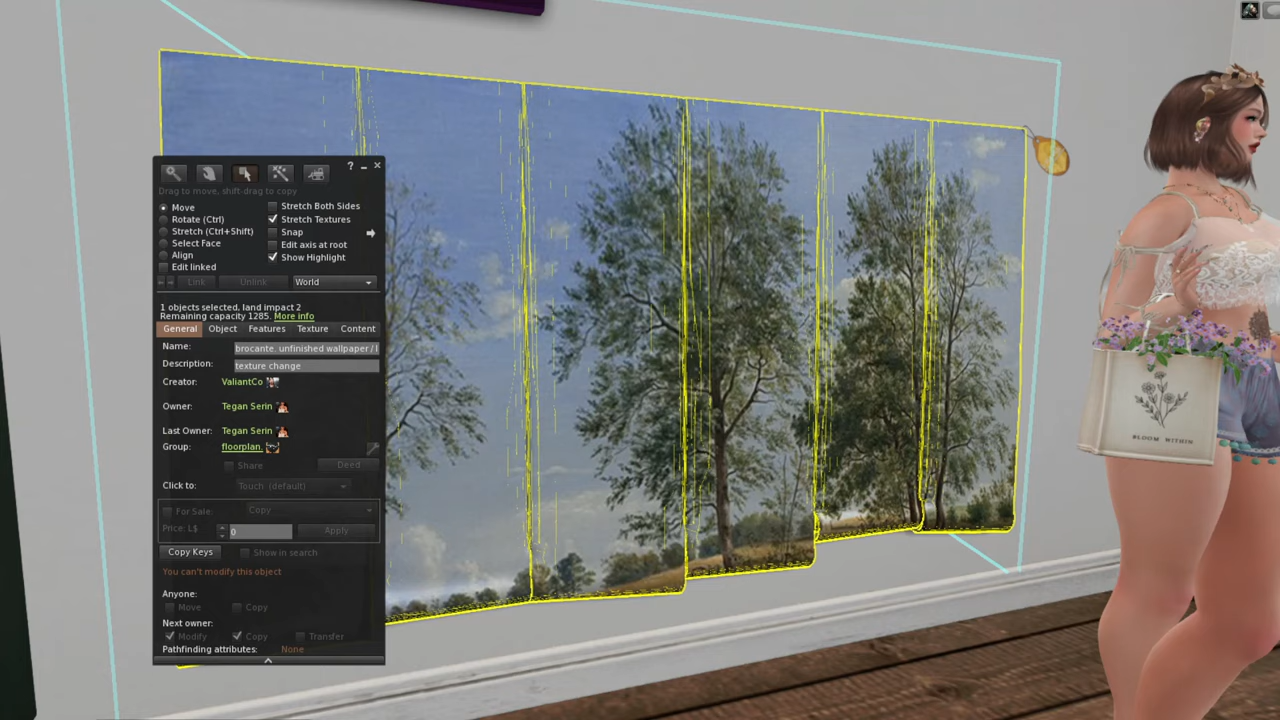 ?
Drag to move, shift-drag to copy
Move
Rotate (Ctrl)
Stretch (Ctrl+Shift)
Select Face
Align
Edit linked
Stretch Both Sides
Stretch Textures
Snap
Edit axis at root
Show Highlight
Link Unlink World
1 objects selected, land impact 2
Remaining capacity 1285. More info
General Object Features Texture Content
Name: brocante. unfinished wallpaper /
Description: texture change
Creator: ValiantCo
Owner: Tegan Serin
Last Owner: Tegan Serin
Group: floorplan.
Share Deed
Click to: Touch (default)
For Sale: Copy
Price: L$ 0 Apply
Copy Keys Show in search
You can't modify this object
Anyone:
Move Copy
Next owner:
Modify Copy Transfer
Pathfinding attributes: None
BLOOM WITHIN